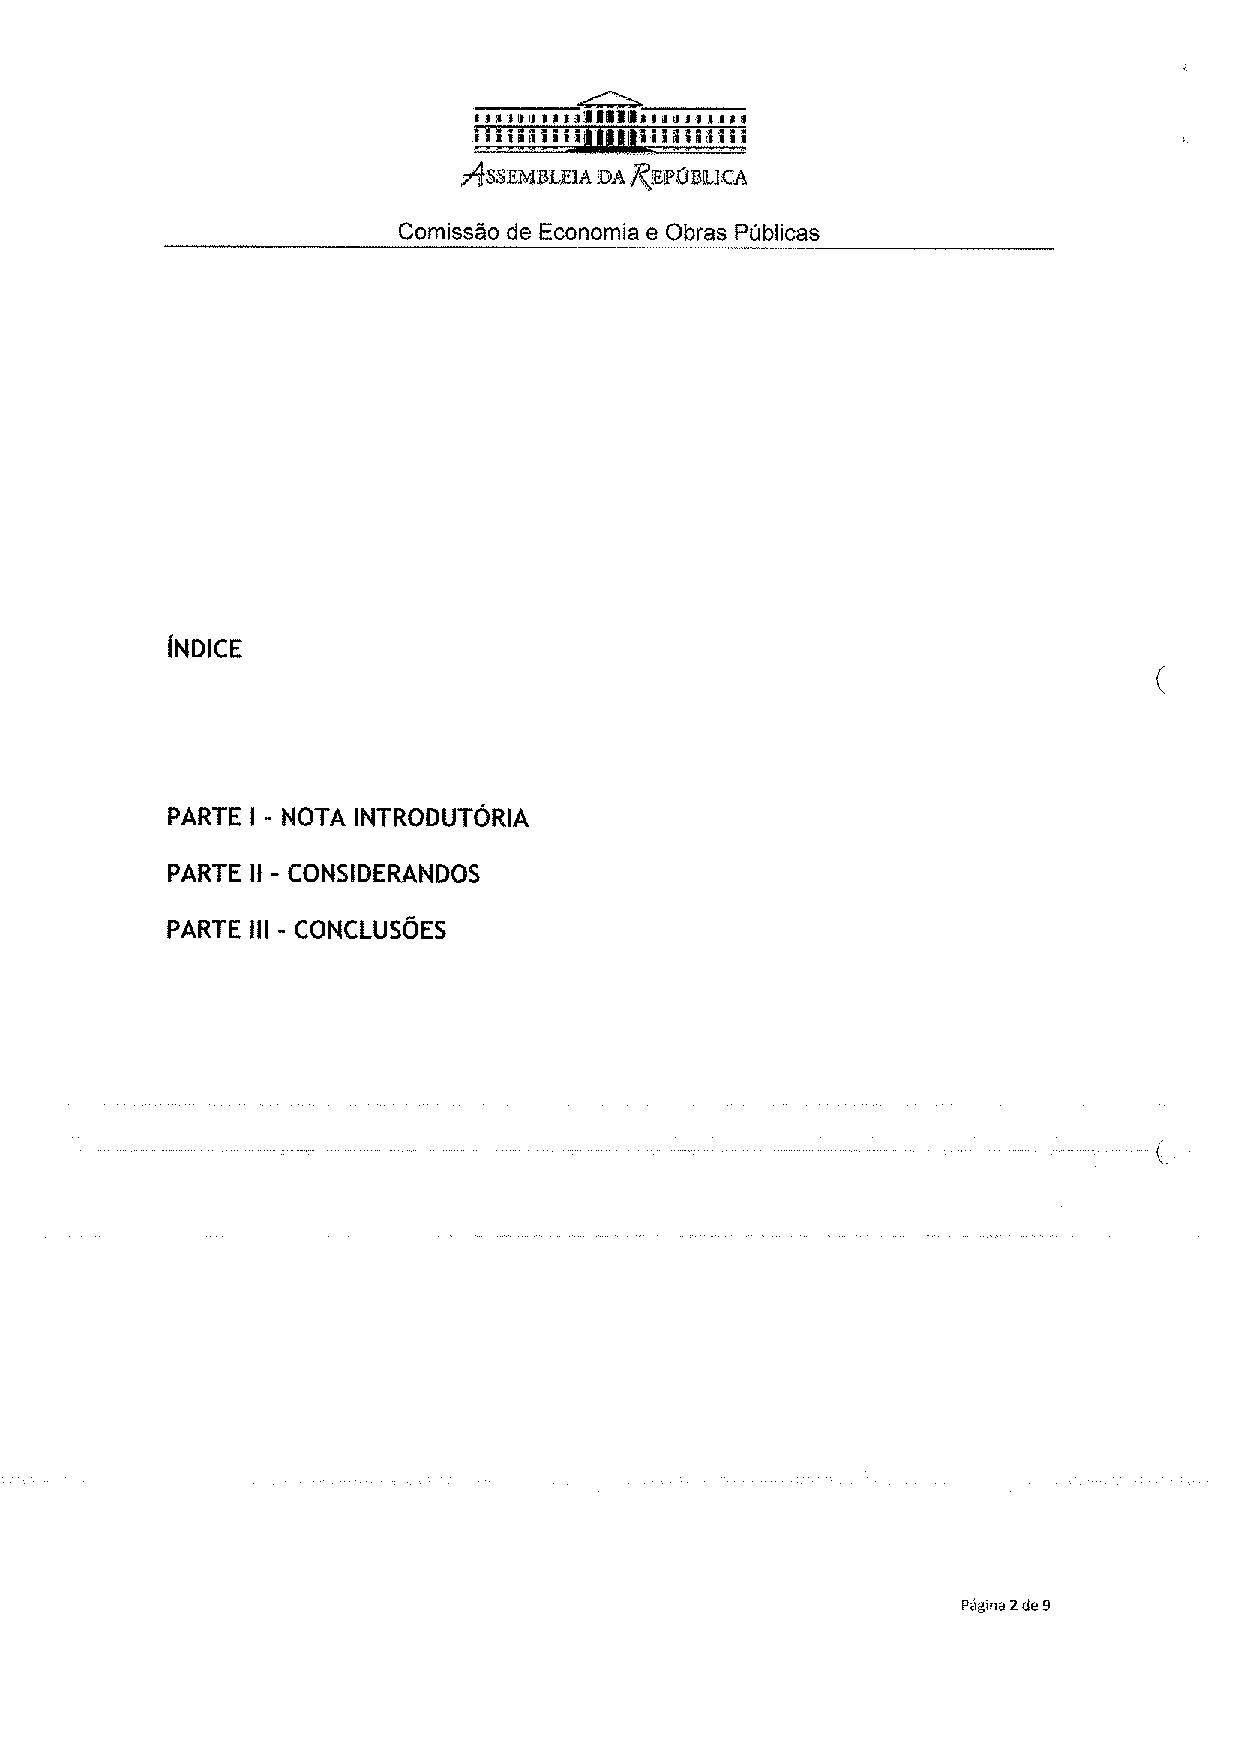 ASSEMBLEIA DA REPÚBLICA
Comissão de Economia e Obras Públicas
ÍNDICE
PARTE I - NOTA INTRODUTÓRIA
PARTE II - CONSIDERANDOS
PARTE III - CONCLUSÕES
Página 2 de 9